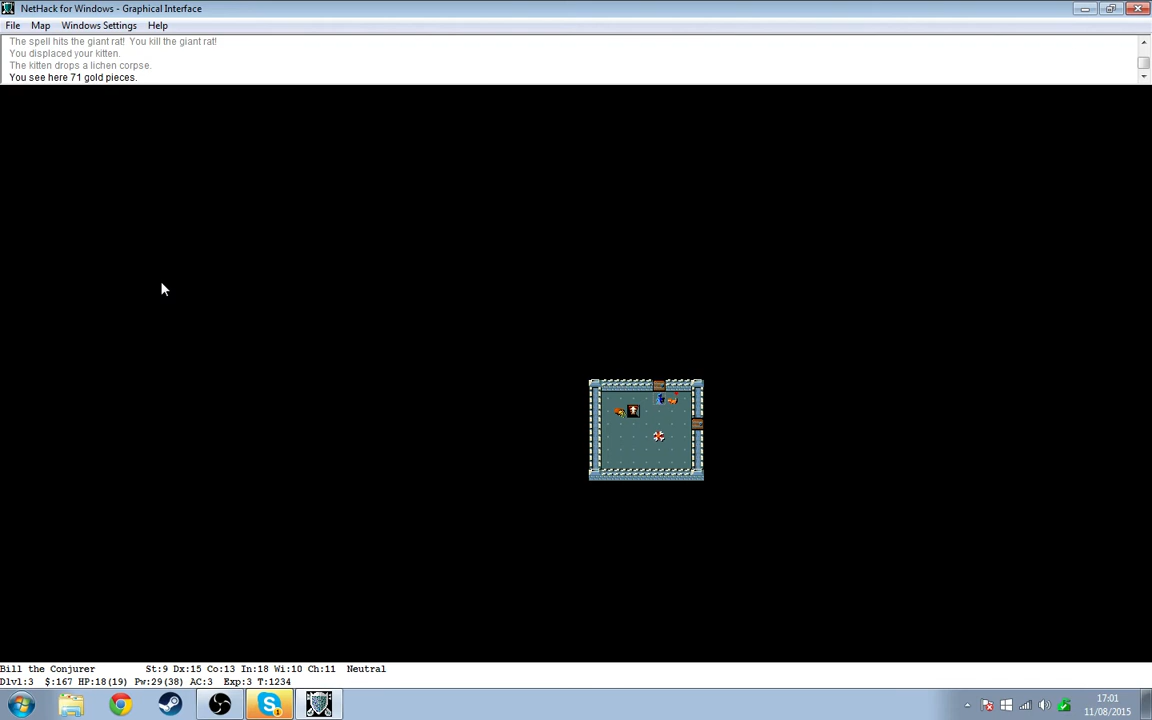 NetHack for Windows - Graphical Interface
File Map Windows Settings Help
The spell hits the giant rat! You kill the giant rat!
You displaced your kitten.
The kitten drops a lichen corpse.
You see here 71 gold pieces.
Bill the Conjurer St:9 Dx:15 Co:13 In:18 Wi:10 Ch:11 Neutral
Dlvl:3 $:167 HP:18(19) Pw:29(38) AC:3 Exp:3 T:1234
17:01
11/08/2015